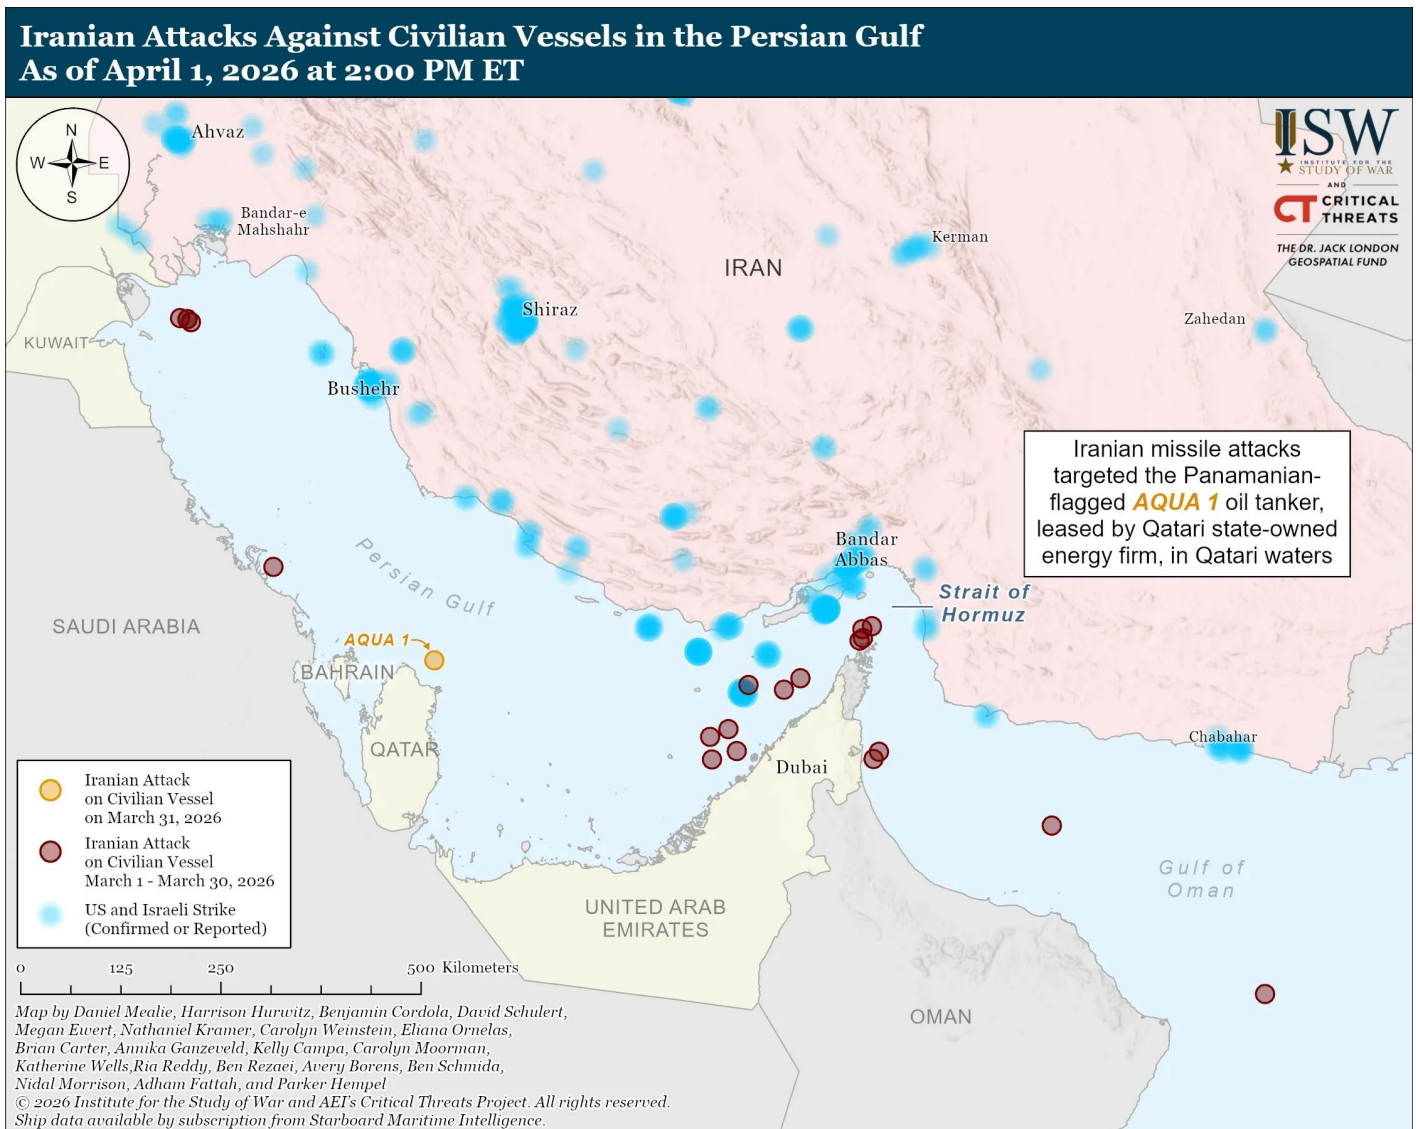 Iranian Attacks Against Civilian Vessels in the Persian Gulf
As of April 1, 2026 at 2:00 PM ET
N
W E
S
Ahvaz
Bandar-e
Mahshahr
ISW
INSTITUTE FOR THE
STUDY OF WAR
AND
CT CRITICAL
THREATS
THE DR. JACK LONDON
GEOSPATIAL FUND
Kerman
IRAN
Shiraz
Zahedan
KUWAIT
Bushehr
Iranian missile attacks
targeted the Panamanian-
flagged AQUA 1 oil tanker,
leased by Qatari state-owned
energy firm, in Qatari waters
Bandar
Abbas
Persian Gulf
Strait of
Hormuz
SAUDI ARABIA
AQUA 1
BAHRAIN
QATAR
Chabahar
Dubai
Gulf of
Oman
UNITED ARAB
EMIRATES
OMAN
Iranian Attack
on Civilian Vessel
on March 31, 2026
Iranian Attack
on Civilian Vessel
March 1 - March 30, 2026
US and Israeli Strike
(Confirmed or Reported)
0 125 250 500 Kilometers
Map by Daniel Mealie, Harrison Hurwitz, Benjamin Cordola, David Schulert,
Megan Ewert, Nathaniel Kramer, Carolyn Weinstein, Eliana Ornelas,
Brian Carter, Annika Ganzeveld, Kelly Campa, Carolyn Moorman,
Katherine Wells,Ria Reddy, Ben Rezaei, Avery Borens, Ben Schmida,
Nidal Morrison, Adham Fattah, and Parker Hempel
© 2026 Institute for the Study of War and AEI's Critical Threats Project. All rights reserved.
Ship data available by subscription from Starboard Maritime Intelligence.